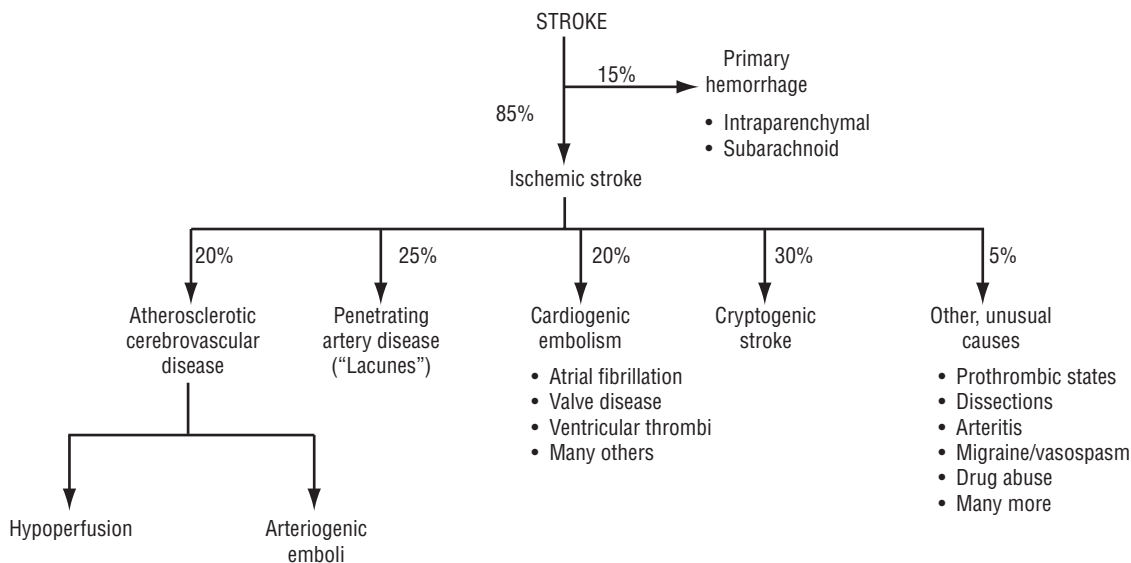 STROKE
15%
Primary
hemorrhage
• Intraparenchymal
• Subarachnoid
85%
Ischemic stroke
20%
25%
20%
30%
5%
Atherosclerotic
cerebrovascular
disease
Penetrating
artery disease
(“Lacunes”)
Cardiogenic
embolism
• Atrial fibrillation
• Valve disease
• Ventricular thrombi
• Many others
Cryptogenic
stroke
Other, unusual
causes
• Prothrombic states
• Dissections
• Arteritis
• Migraine/vasospasm
• Drug abuse
• Many more
Hypoperfusion
Arteriogenic
emboli